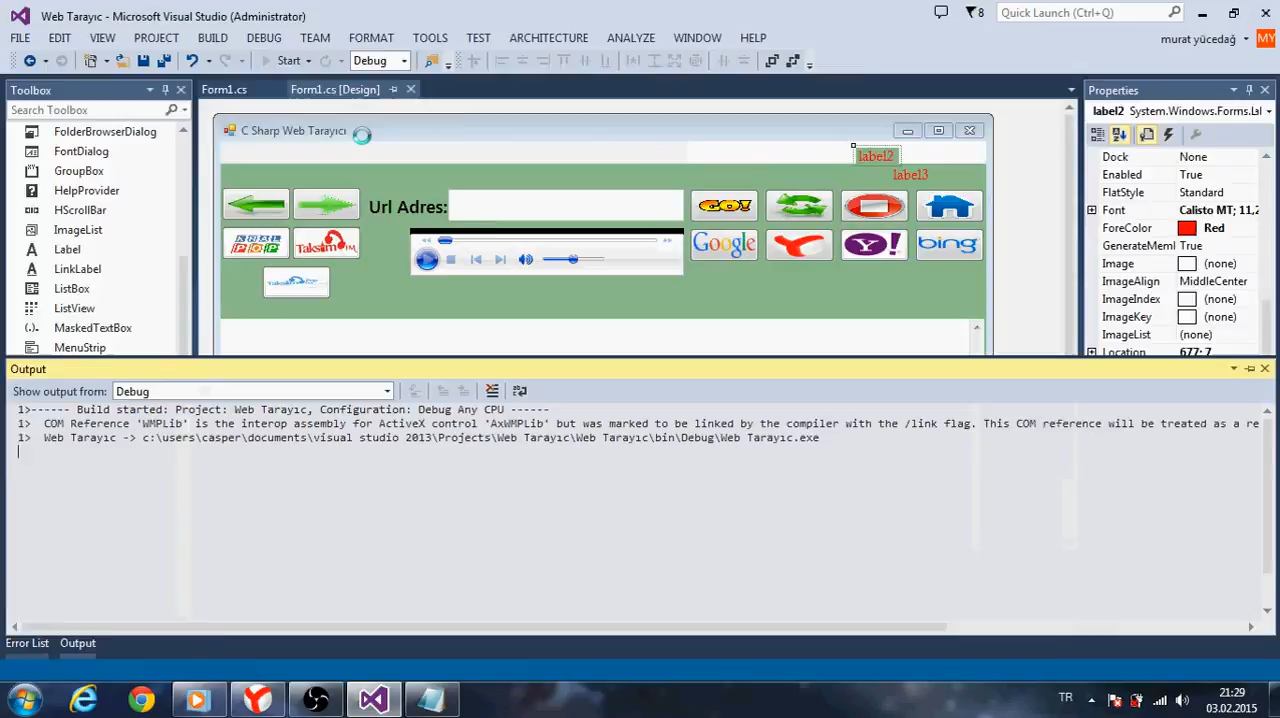 Web Tarayıc - Microsoft Visual Studio (Administrator)
8
Quick Launch (Ctrl+Q)
FILE EDIT VIEW PROJECT BUILD DEBUG TEAM FORMAT TOOLS TEST ARCHITECTURE ANALYZE WINDOW HELP
murat yücedağ
MY
Start
Debug
Toolbox
Form1.cs
Form1.cs [Design]
Properties
Search Toolbox
label2 System.Windows.Forms.Lal
FolderBrowserDialog
FontDialog
GroupBox
HelpProvider
HScrollBar
ImageList
Label
LinkLabel
ListBox
ListView
MaskedTextBox
MenuStrip
C Sharp Web Tarayıcı
label2
label3
Url Adres:
GO!
KRAL POP
TaksimFM
Google
Y!
bing
Dock None
Enabled True
FlatStyle Standard
Font Calisto MT; 11,2
ForeColor Red
GenerateMeml True
Image (none)
ImageAlign MiddleCenter
ImageIndex (none)
ImageKey (none)
ImageList (none)
Location 677; 7
Output
Show output from: Debug
1>------ Build started: Project: Web Tarayıc, Configuration: Debug Any CPU ------
1> COM Reference 'WMPLib' is the interop assembly for ActiveX control 'AxWMPLib' but was marked to be linked by the compiler with the /link flag. This COM reference will be treated as a re
1> Web Tarayıc -> c:\users\casper\documents\visual studio 2013\Projects\Web Tarayıc\Web Tarayıc\bin\Debug\Web Tarayıc.exe
Error List Output
TR
21:29
03.02.2015